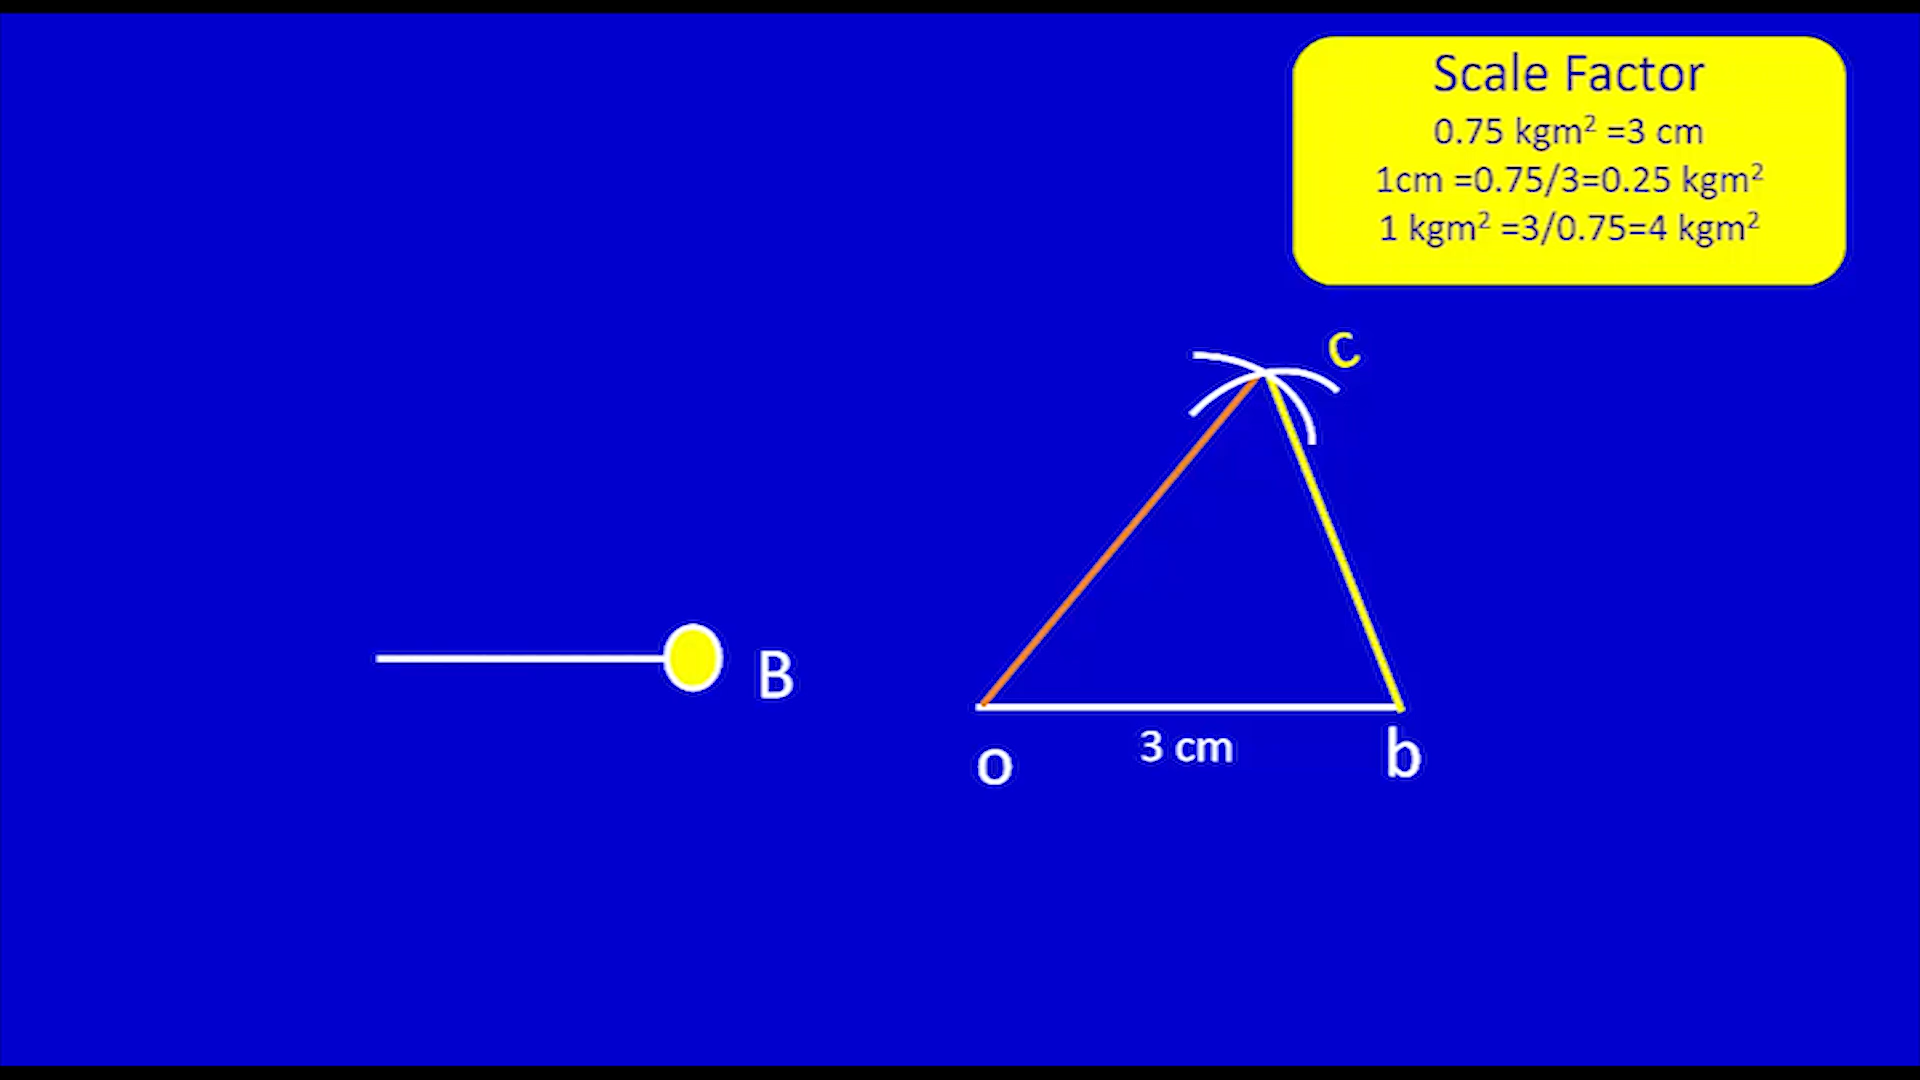 Scale Factor
0.75 kgm² =3 cm
1cm =0.75/3=0.25 kgm²
1 kgm² =3/0.75=4 kgm²
c
B
3 cm
o
b